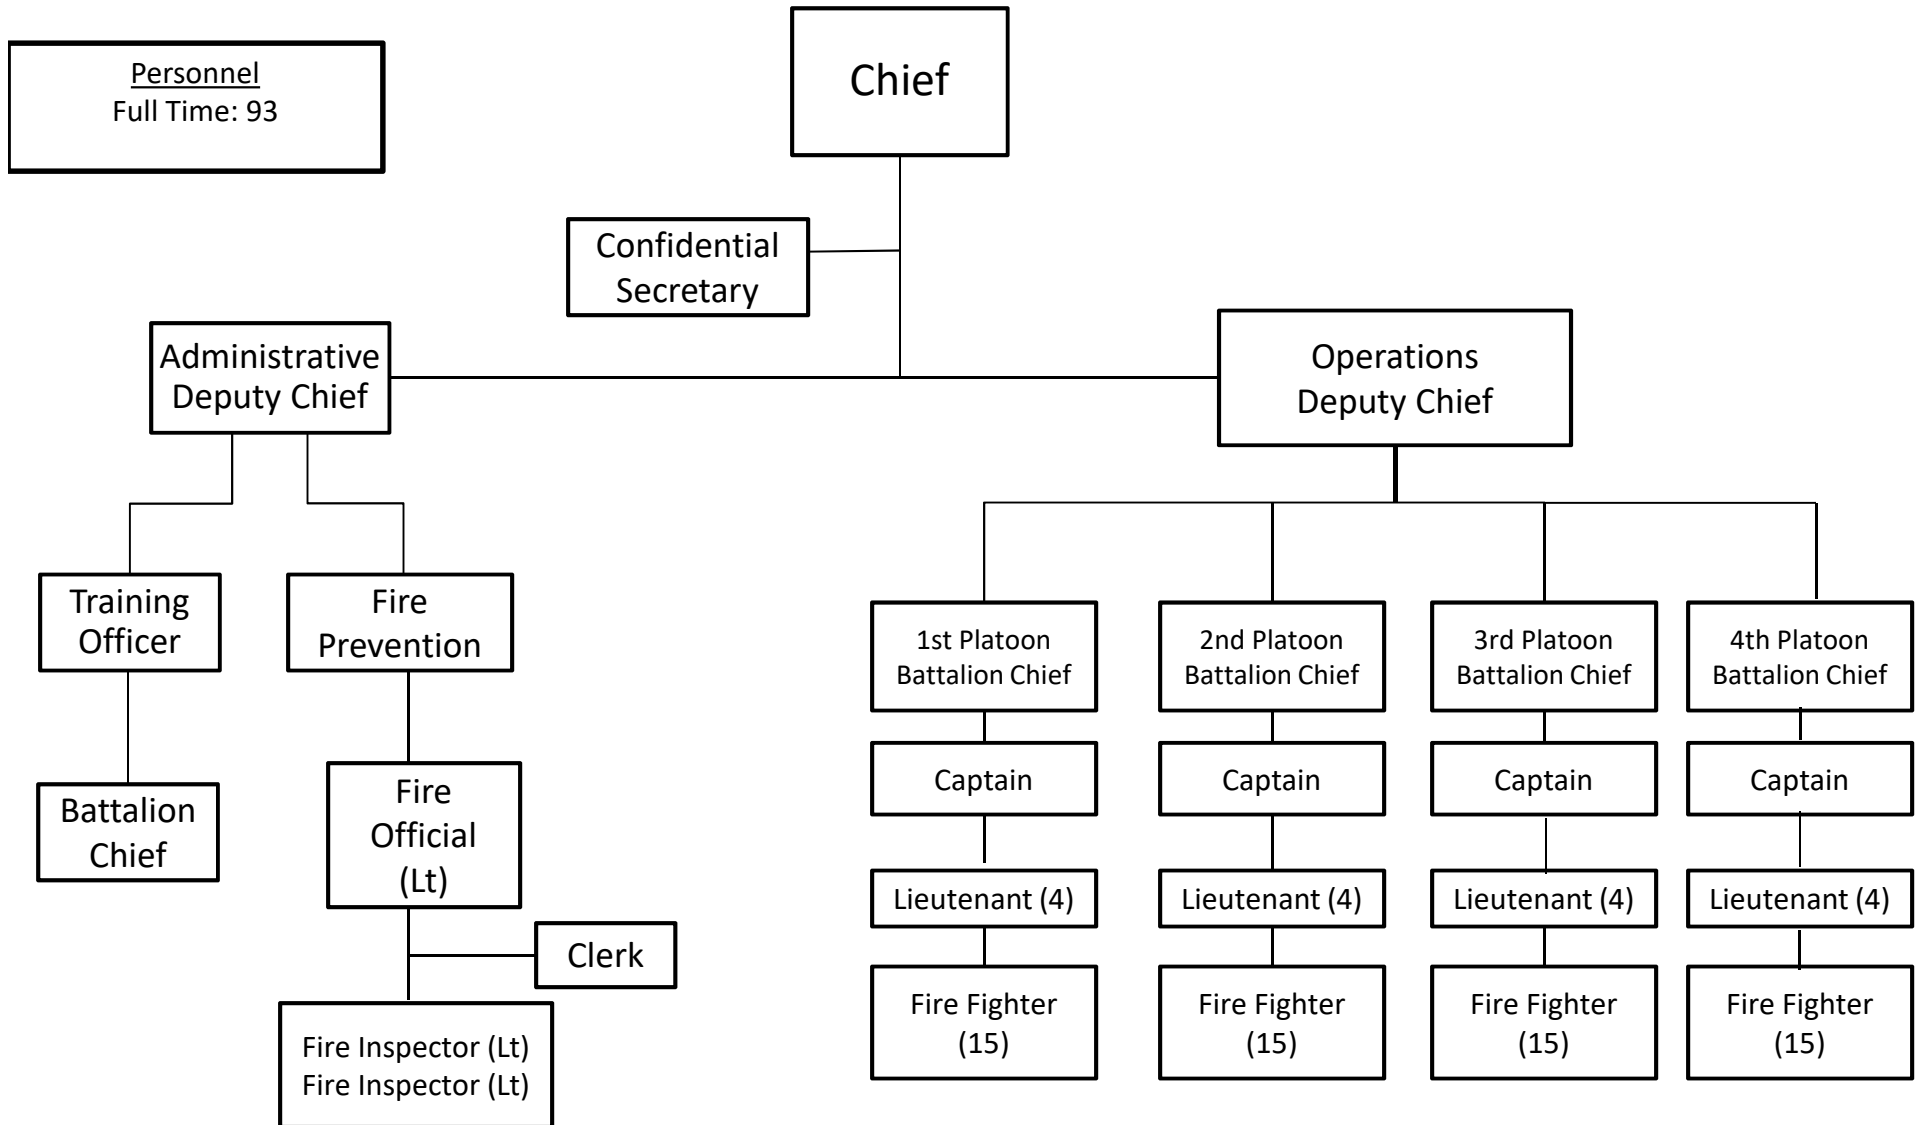 Personnel
Full Time: 93
Chief
Confidential
Secretary
Administrative
Deputy Chief
Operations
Deputy Chief
Training
Officer
Fire
Prevention
Battalion
Chief
Fire
Official
(Lt)
Clerk
Fire Inspector (Lt)
Fire Inspector (Lt)
1st Platoon
Battalion Chief
Captain
Lieutenant (4)
Fire Fighter
(15)
2nd Platoon
Battalion Chief
Captain
Lieutenant (4)
Fire Fighter
(15)
3rd Platoon
Battalion Chief
Captain
Lieutenant (4)
Fire Fighter
(15)
4th Platoon
Battalion Chief
Captain
Lieutenant (4)
Fire Fighter
(15)